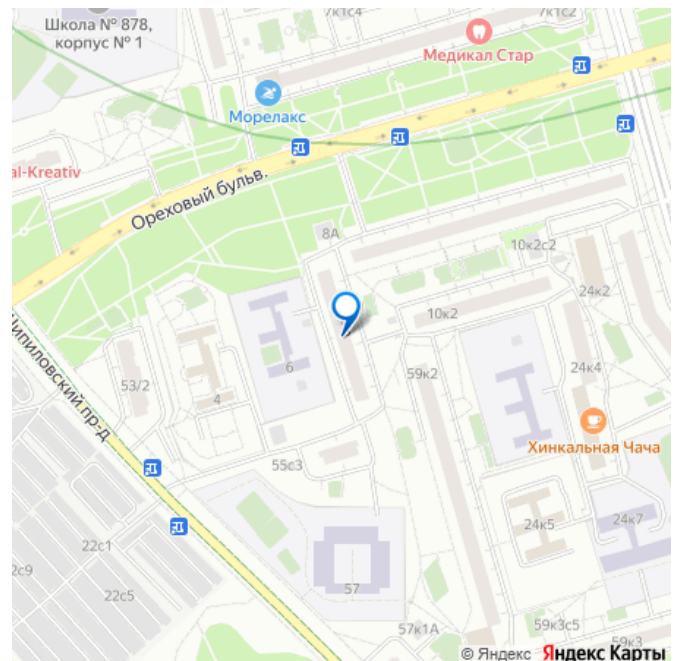 7к1с4
7к1с2
Школа № 878,
корпус № 1
Медикал Стар
Морелакс
al-Kreativ
Ореховый бульв.
8А
10к2с2
24к2
10к2
Шипиловский пр-д
6
53/2
4
59к2
24к4
Хинкальная Чача
55с3
24к5
24к7
22с1
2с9
22с5
57
57к1А
59к3с5
59к3
© Яндекс Яндекс Карты